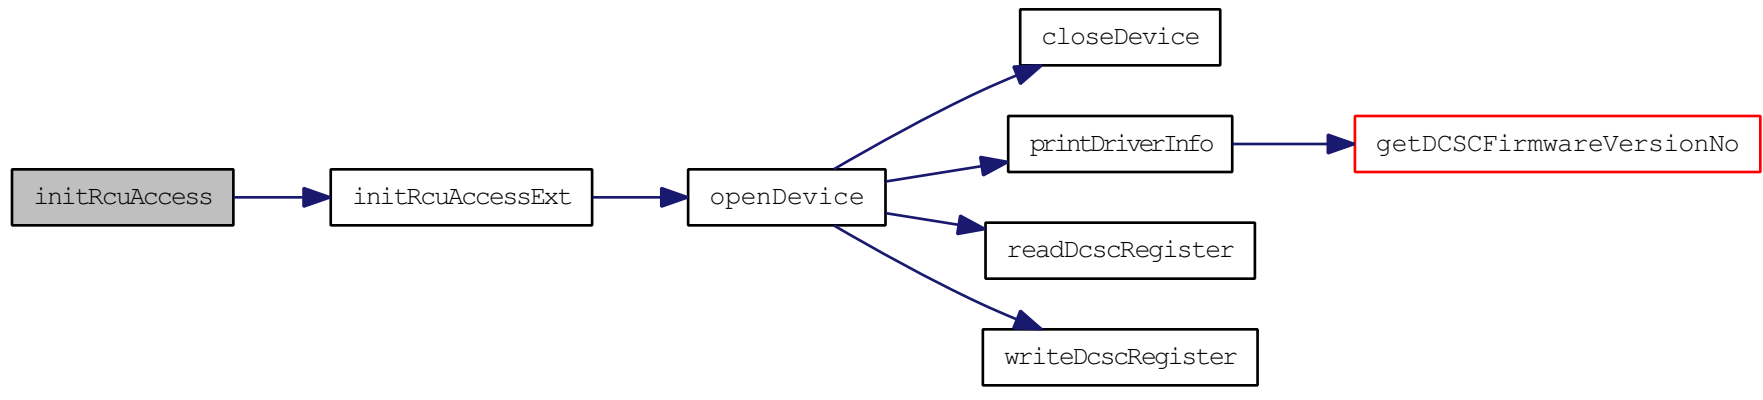 initRcuAccess
initRcuAccessExt
openDevice
closeDevice
printDriverInfo
getDCSCFirmwareVersionNo
readDcscRegister
writeDcscRegister